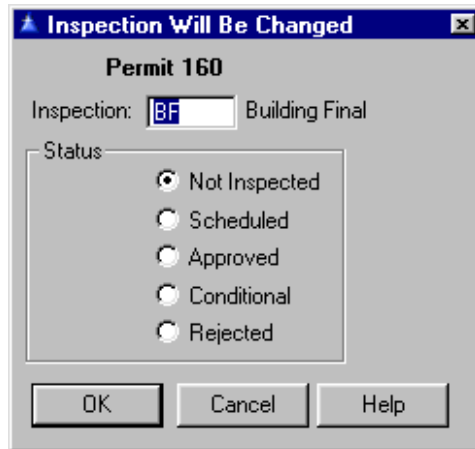 Inspection Will Be Changed
Permit 160
Inspection: BF Building Final
Status
Not Inspected
Scheduled
Approved
Conditional
Rejected
OK Cancel Help